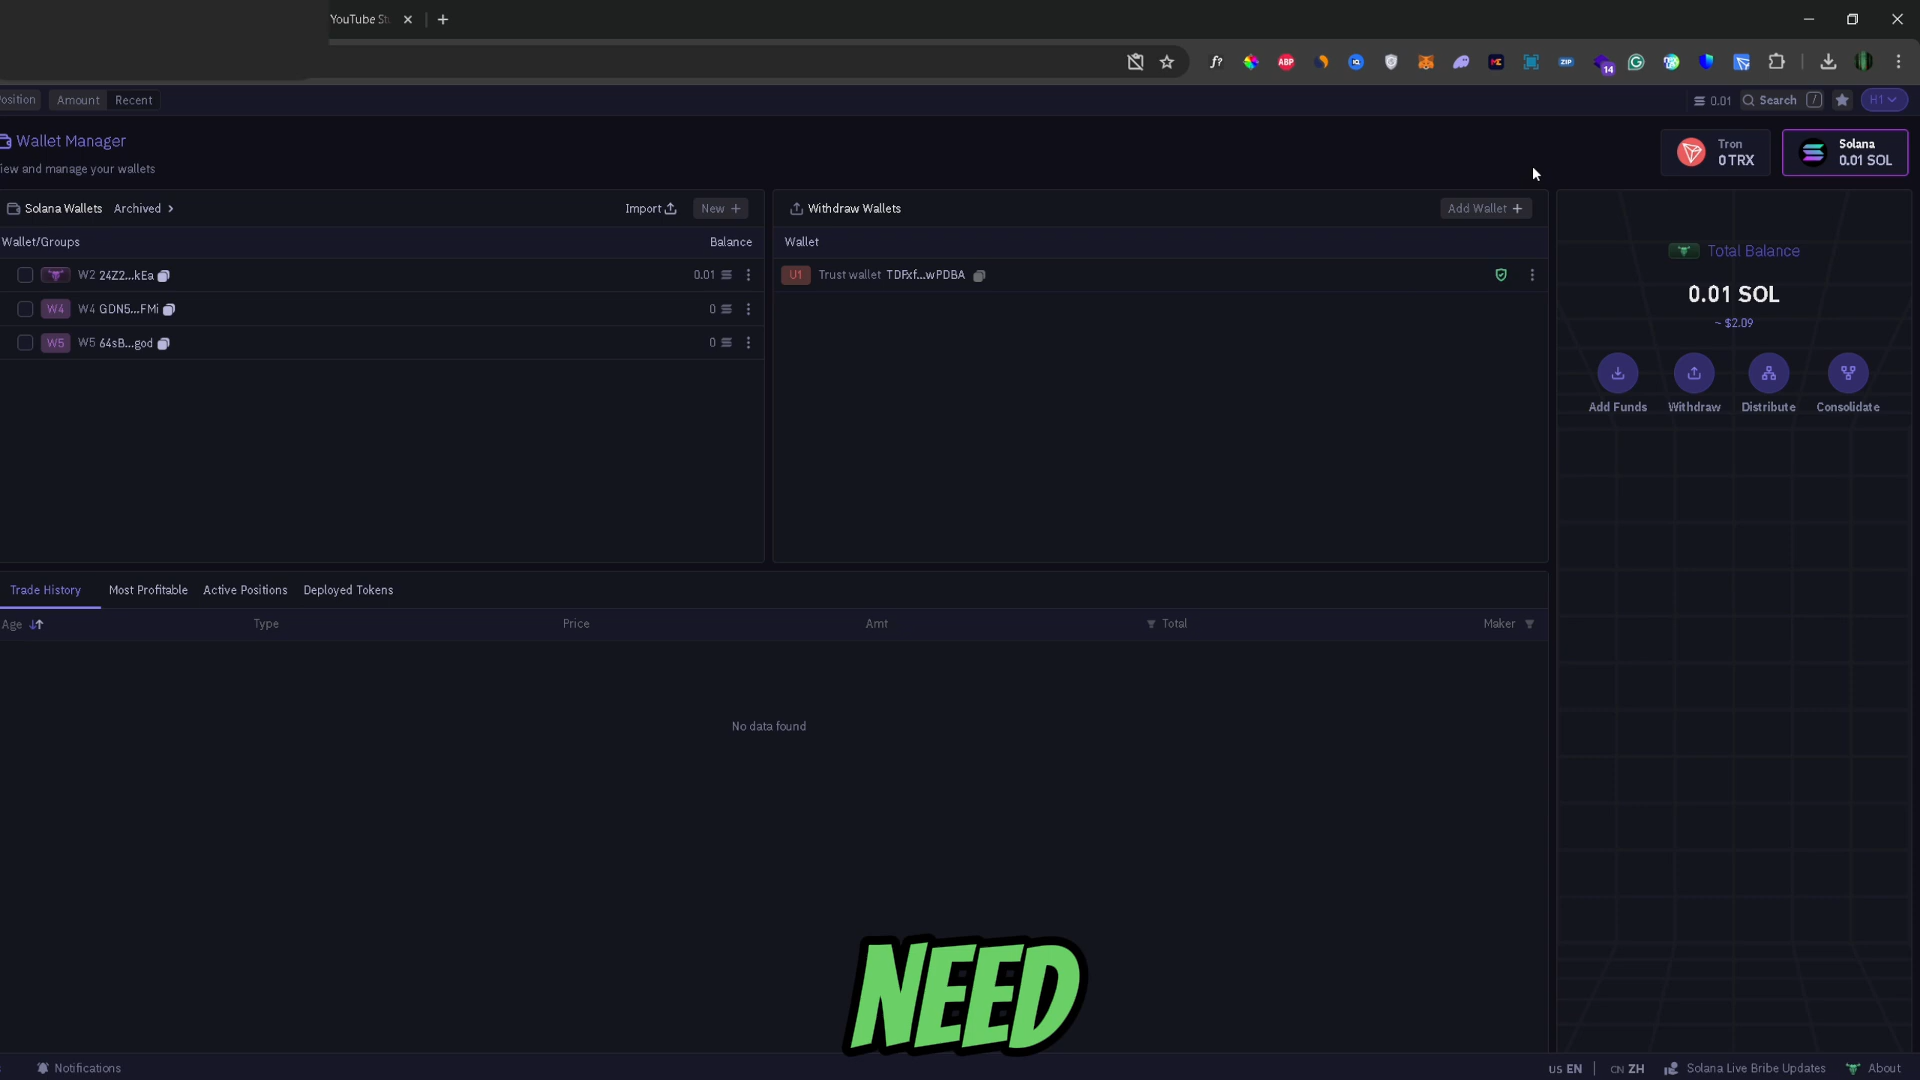 YouTube St
f?
ABP
IQ
MC
ZIP
14
osition
Amount
Recent
0.01
Search /
H1
Wallet Manager
iew and manage your wallets
Tron
0 TRX
Solana
0.01 SOL
Solana Wallets
Archived >
Import
New +
Wallet/Groups
Balance
W2 24Z2...kEa
0.01
W4
W4 GDN5...FMi
0
W5
W5 64sB...god
0
Withdraw Wallets
Add Wallet +
Wallet
U1
Trust wallet TDFxf...wPDBA
Total Balance
0.01 SOL
~ $2.09
Add Funds
Withdraw
Distribute
Consolidate
Trade History
Most Profitable
Active Positions
Deployed Tokens
Age
Type
Price
Amt
Total
Maker
No data found
NEED
Notifications
US EN
CN ZH
Solana Live Bribe Updates
About